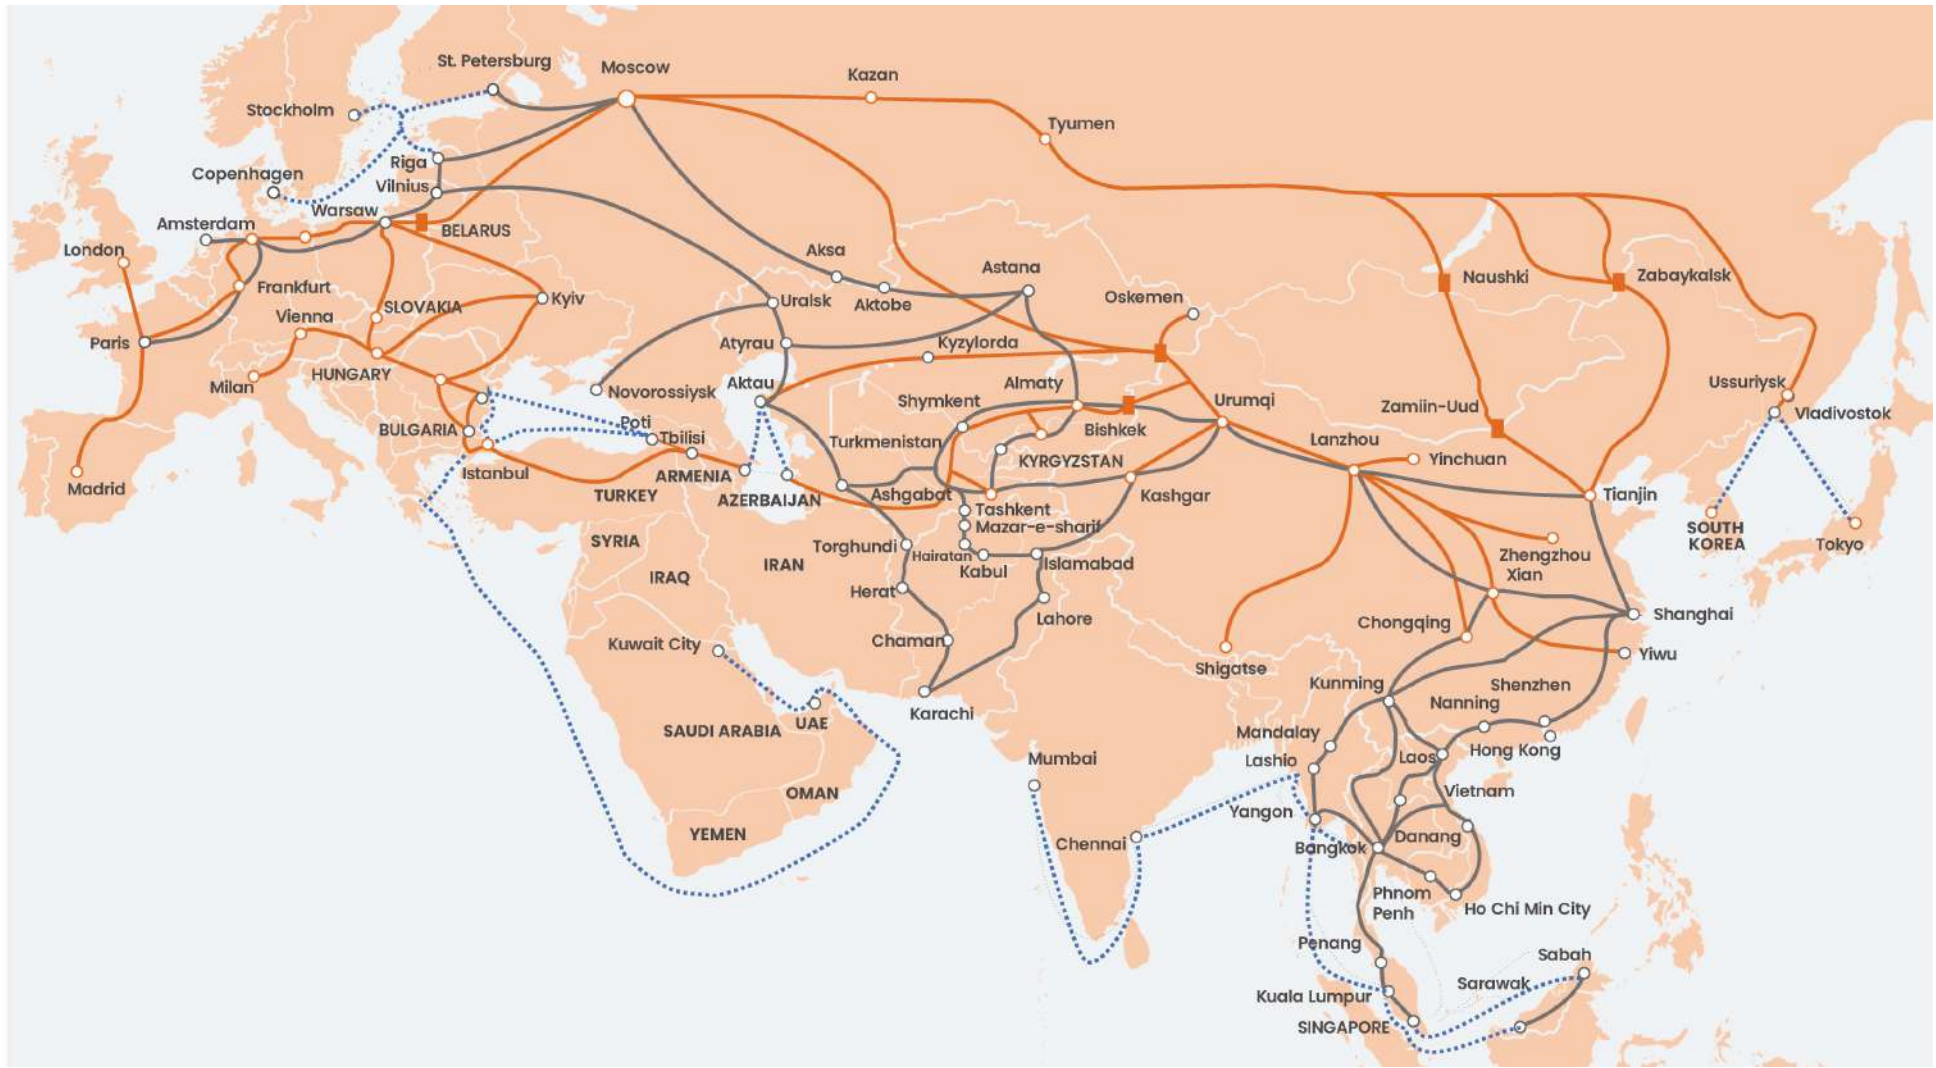 St. Petersburg
Moscow
Kazan
Stockholm
Tyumen
Riga
Copenhagen
Vilnius
Warsaw
Amsterdam
BELARUS
London
Aksa
Astana
Naushki
Zabaykalsk
Frankfurt
Oskemen
SLOVAKIA
Kyiv
Uralsk
Aktobe
Vienna
Paris
Atyrau
Kyzylorda
HUNGARY
Milan
Novorossiysk
Aktau
Almaty
Ussuriysk
Shymkent
Urumqi
Zamiin-Uud
Vladivostok
Poti
BULGARIA
Tbilisi
Turkmenistan
Bishkek
Lanzhou
Istanbul
ARMENIA
KYRGYZSTAN
Yinchuan
Madrid
TURKEY
AZERBAIJAN
Ashgabat
Kashgar
Tianjin
Tashkent
Mazar-e-sharif
SOUTH
KOREA
SYRIA
Torghundi
Hairatan
Tokyo
IRAN
Kabul
Islamabad
Zhengzhou
Xian
IRAQ
Herat
Lahore
Shanghai
Chongqing
Kuwait City
Chaman
Shigatse
Yiwu
Kunming
Shenzhen
Nanning
Karachi
SAUDI ARABIA
UAE
Mandalay
Hong Kong
Mumbai
Lashio
Laos
OMAN
Vietnam
Yangon
YEMEN
Chennai
Danang
Bangkok
Phnom
Penh
Ho Chi Min City
Penang
Sabah
Sarawak
Kuala Lumpur
SINGAPORE